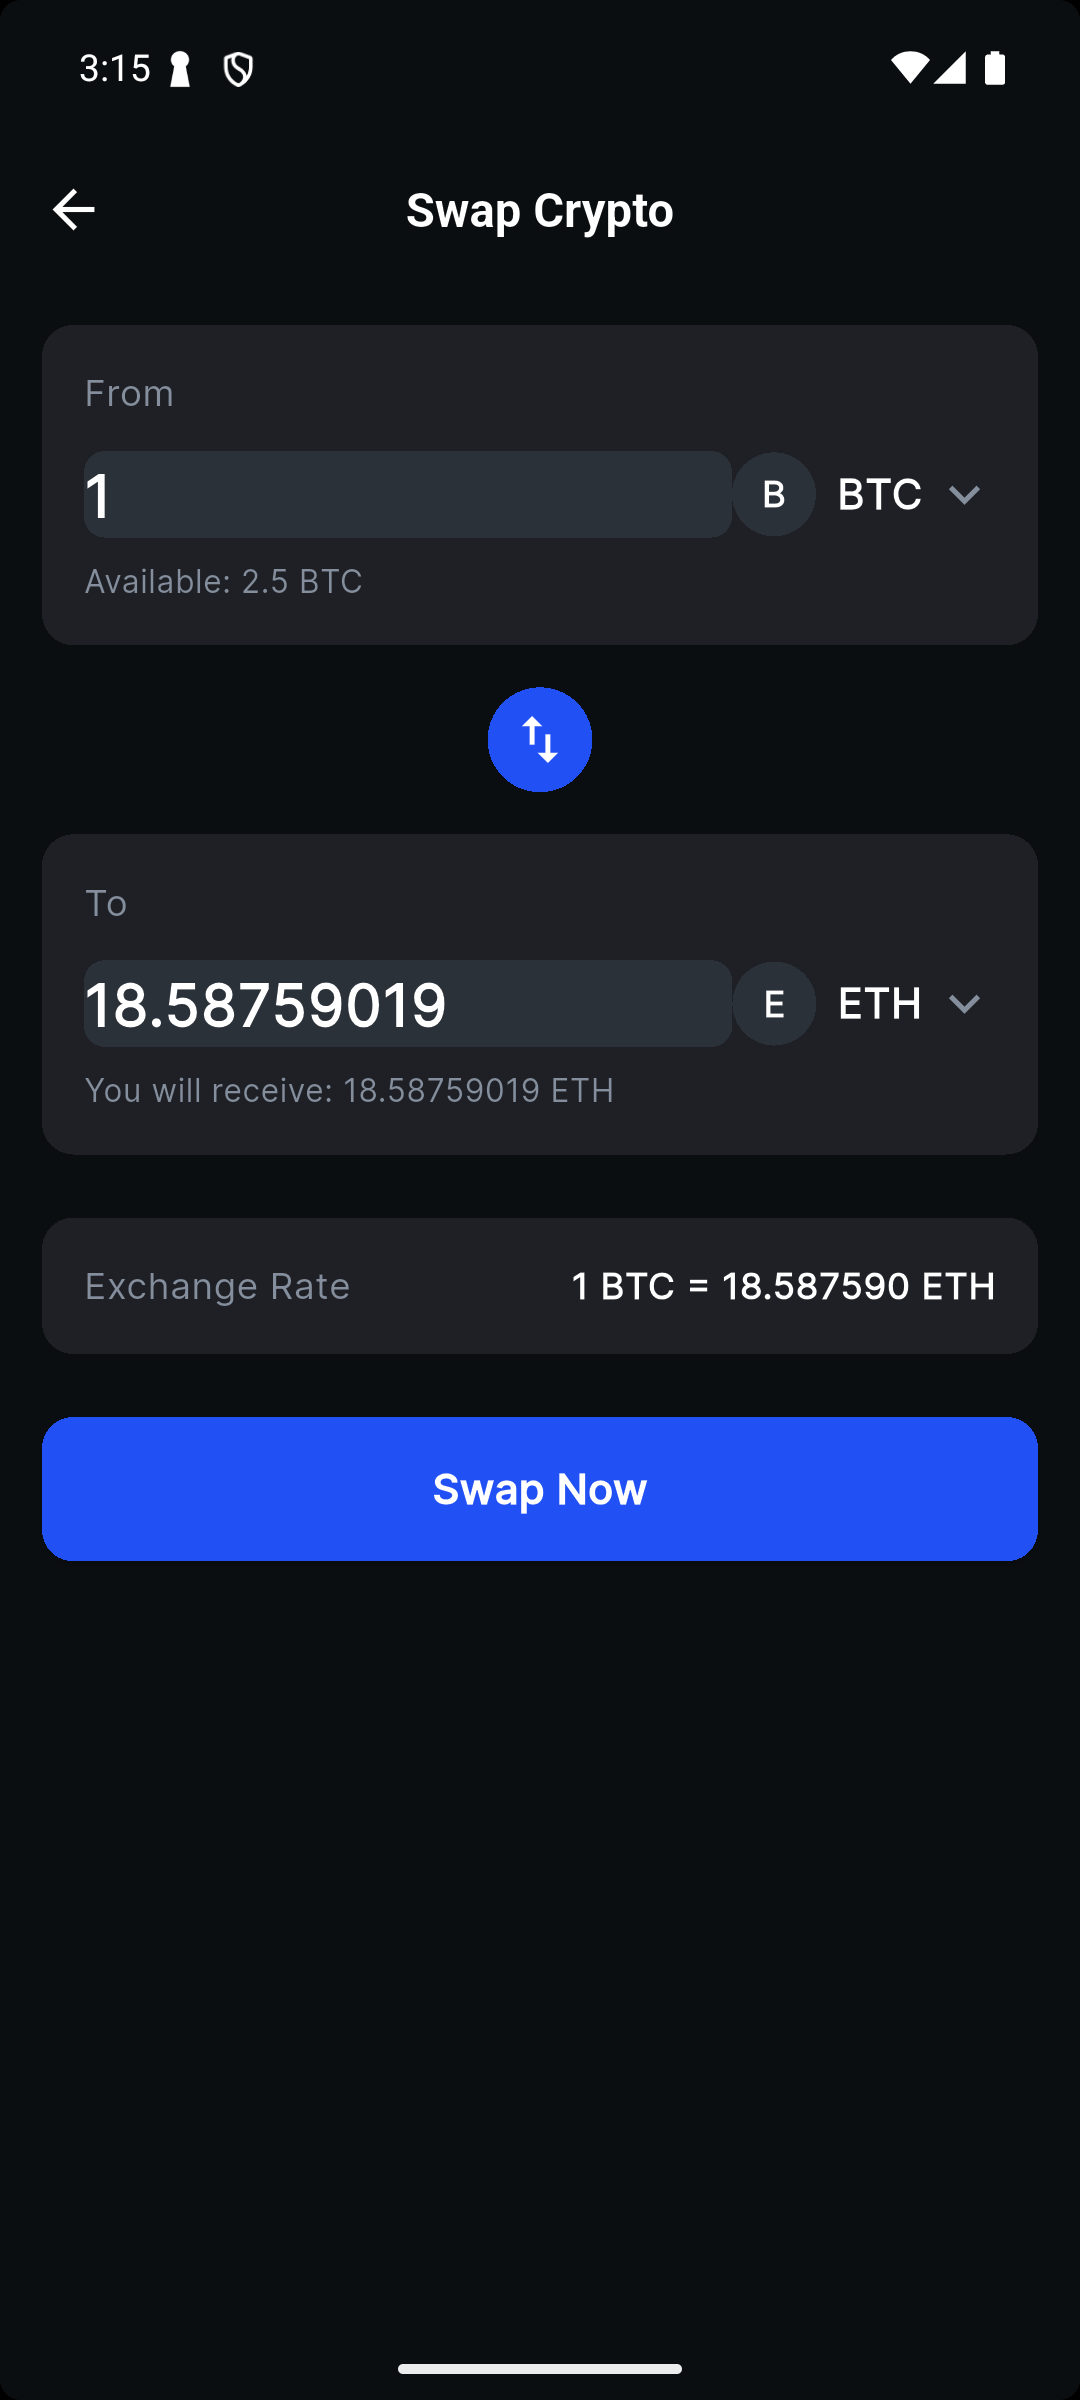 3:15
Swap Crypto
From
1
B
BTC
Available: 2.5 BTC
To
18.58759019
E
ETH
You will receive: 18.58759019 ETH
Exchange Rate
1 BTC = 18.587590 ETH
Swap Now